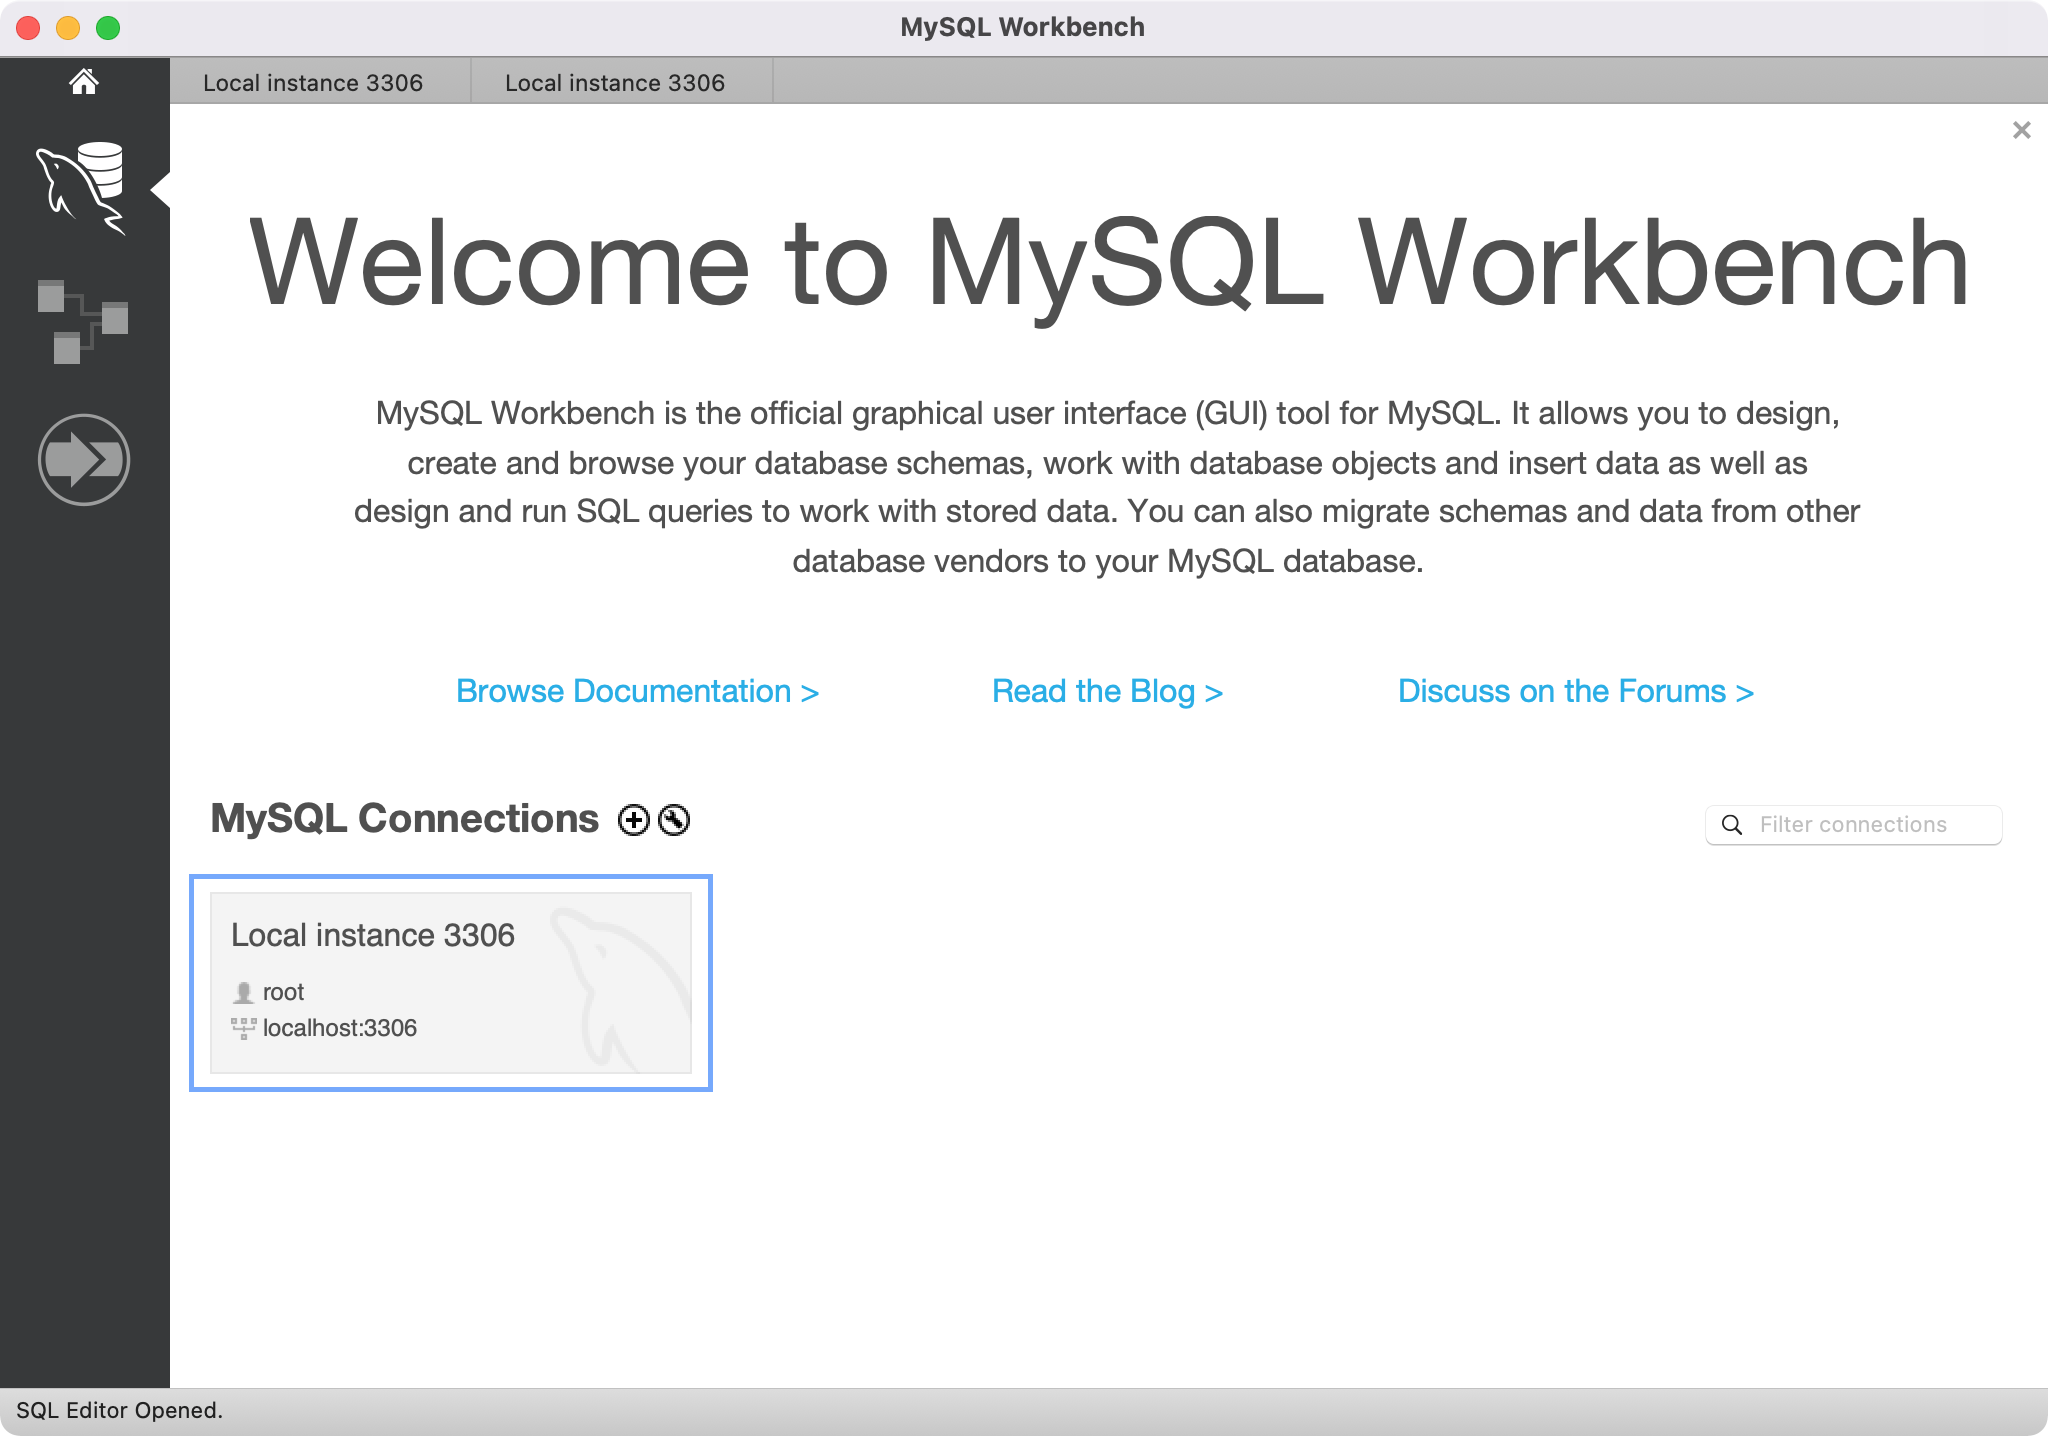 MySQL Workbench
Local instance 3306
Local instance 3306
Welcome to MySQL Workbench
MySQL Workbench is the official graphical user interface (GUI) tool for MySQL. It allows you to design,
create and browse your database schemas, work with database objects and insert data as well as
design and run SQL queries to work with stored data. You can also migrate schemas and data from other
database vendors to your MySQL database.
Browse Documentation >
Read the Blog >
Discuss on the Forums >
MySQL Connections
Filter connections
Local instance 3306
root
localhost:3306
SQL Editor Opened.